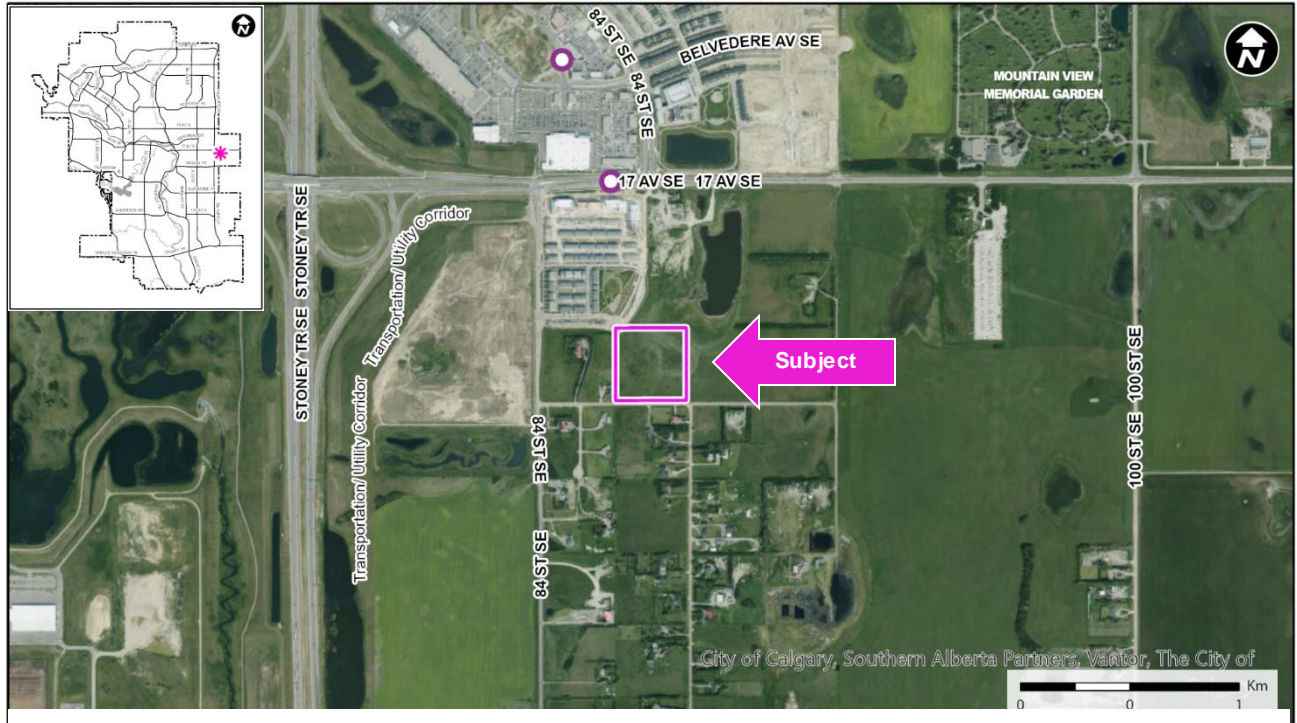 N
84 ST SE 84 ST SE
BELVEDERE AV SE
N
MOUNTAIN VIEW
MEMORIAL GARDEN
17 AV SE 17 AV SE
STONEY TR SE STONEY TR SE
Transportation/ Utility Corridor Transportation/ Utility Corridor
Subject
84 ST SE 84 ST SE
100 ST SE 100 ST SE
City of Calgary, Southern Alberta Partners, Vantor, The City of
Km
0 0 1